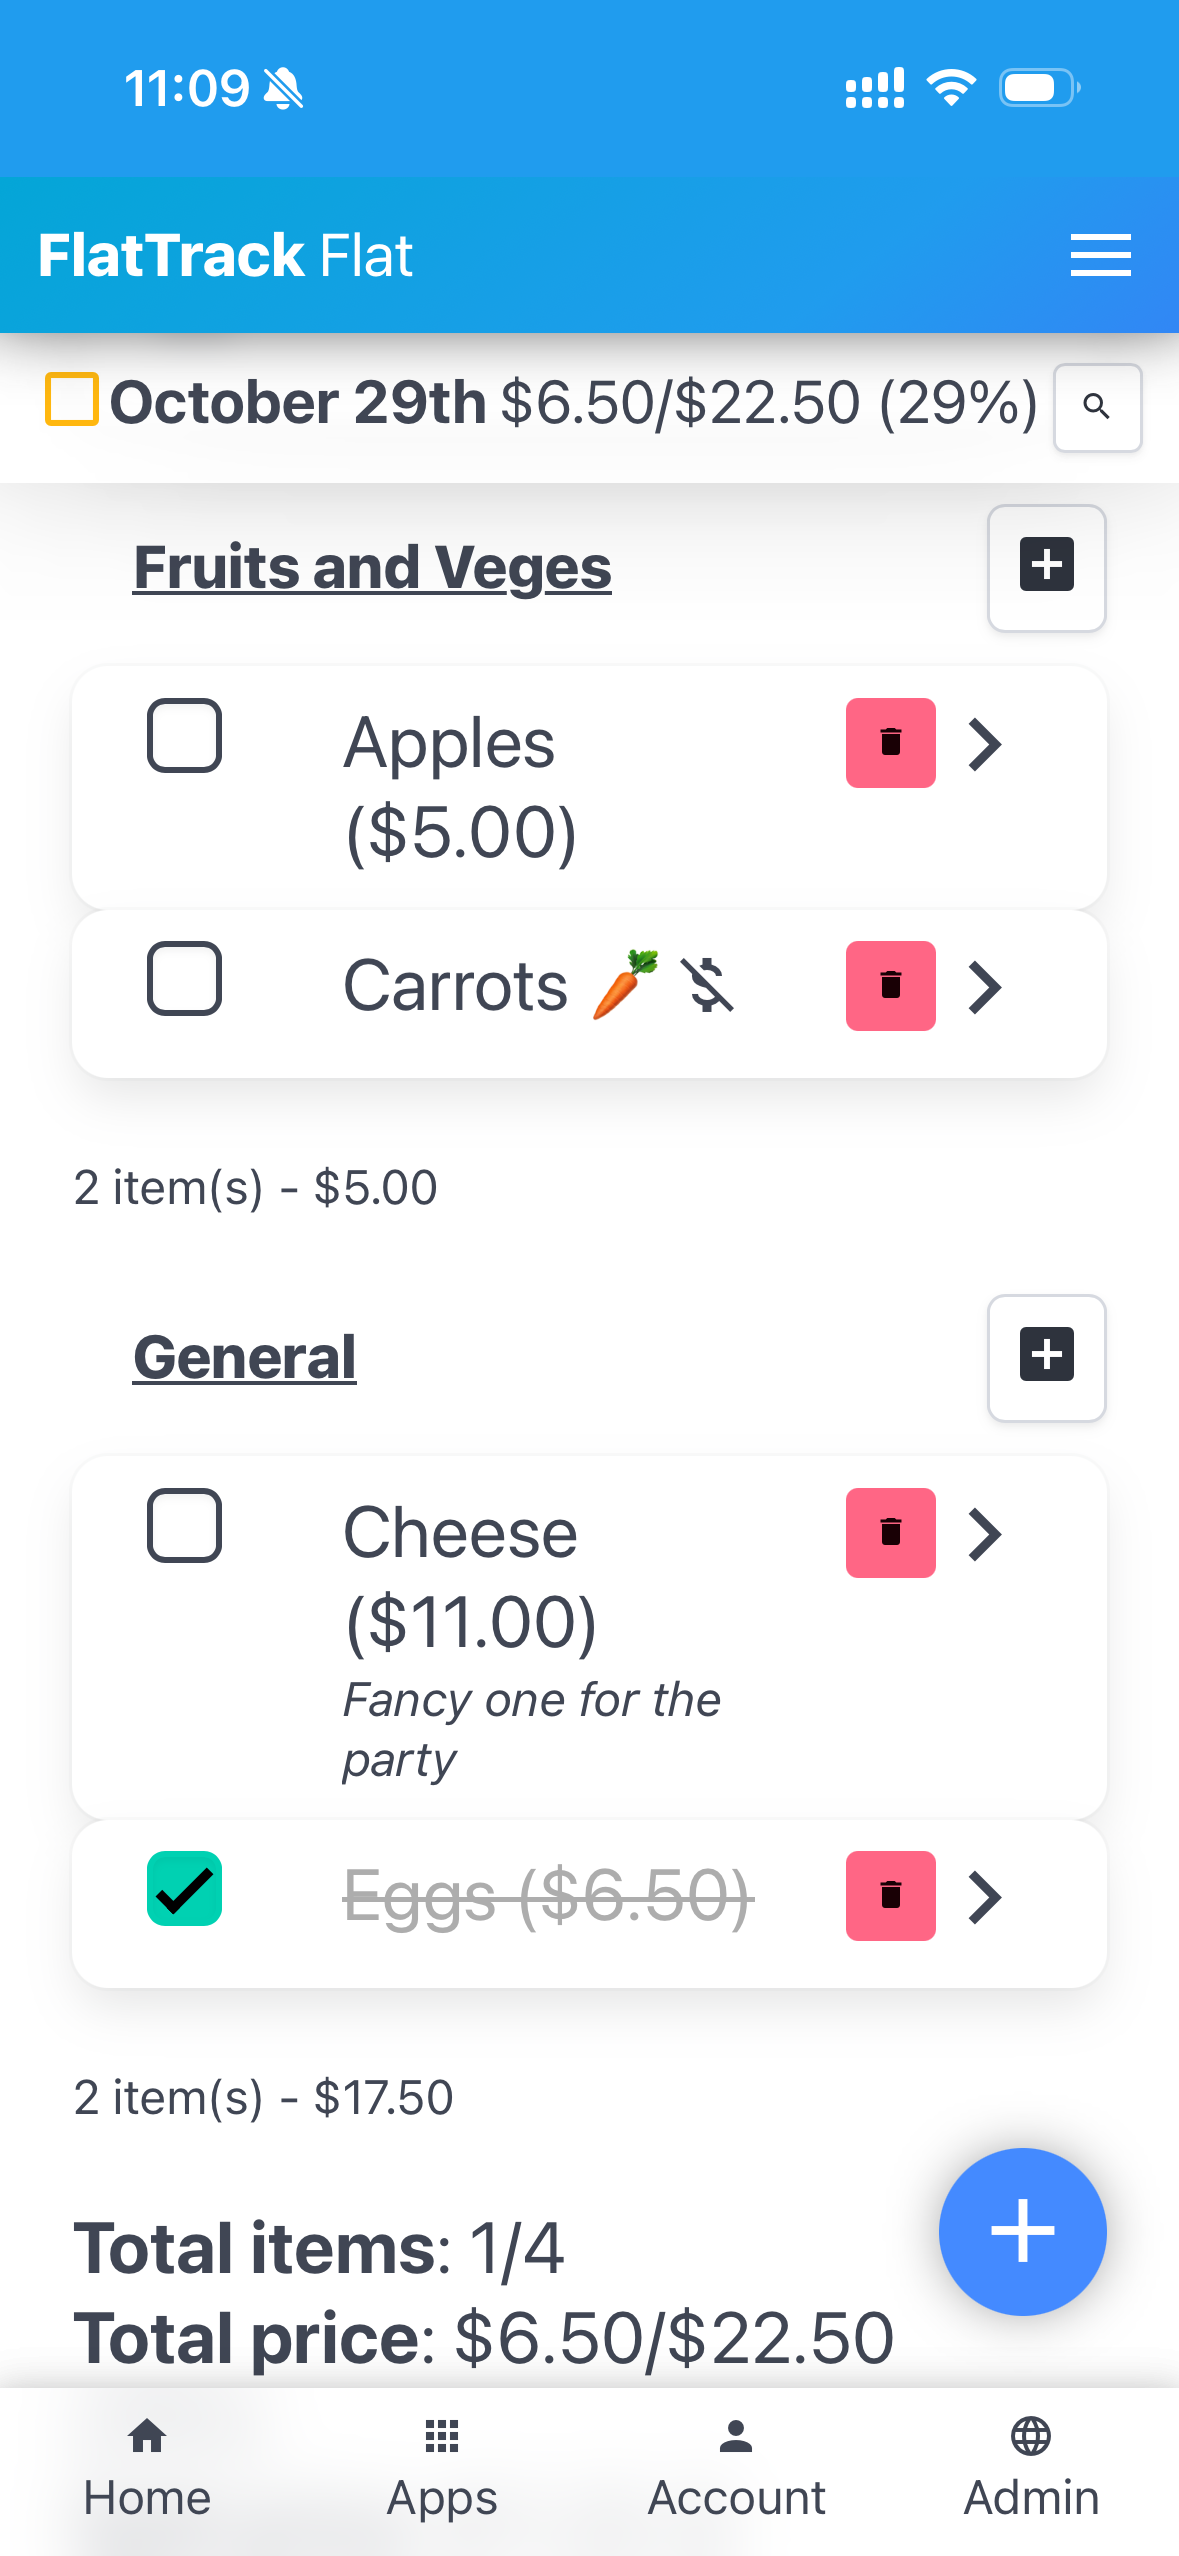 11:09
FlatTrack Flat
October 29th $6.50/$22.50 (29%)
Fruits and Veges
Apples
($5.00)
Carrots 🥕
2 item(s) - $5.00
General
Cheese
($11.00)
Fancy one for the
party
Eggs ($6.50)
2 item(s) - $17.50
Total items: 1/4
Total price: $6.50/$22.50
Home Apps Account Admin